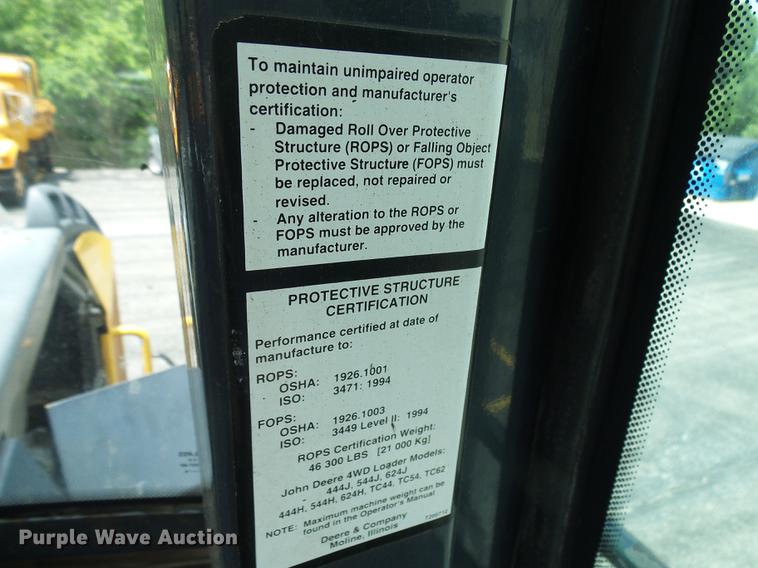 To maintain unimpaired operator
protection and manufacturer's
certification:
- Damaged Roll Over Protective
Structure (ROPS) or Falling Object
Protective Structure (FOPS) must
be replaced, not repaired or
revised.
- Any alteration to the ROPS or
FOPS must be approved by the
manufacturer.
PROTECTIVE STRUCTURE
CERTIFICATION
Performance certified at date of
manufacture to:
ROPS:
OSHA: 1926.1001
ISO: 3471: 1994
FOPS:
OSHA: 1926.1003
ISO: 3449 Level II: 1994
ROPS Certification Weight:
46 300 LBS [21 000 Kg]
John Deere 4WD Loader Models:
- 444J, 544J, 624J
444H, 544H, 624H, TC44, TC54, TC62
NOTE: Maximum machine weight can be
found in the Operator's Manual
Deere & Company
Moline, Illinois
Purple Wave Auction